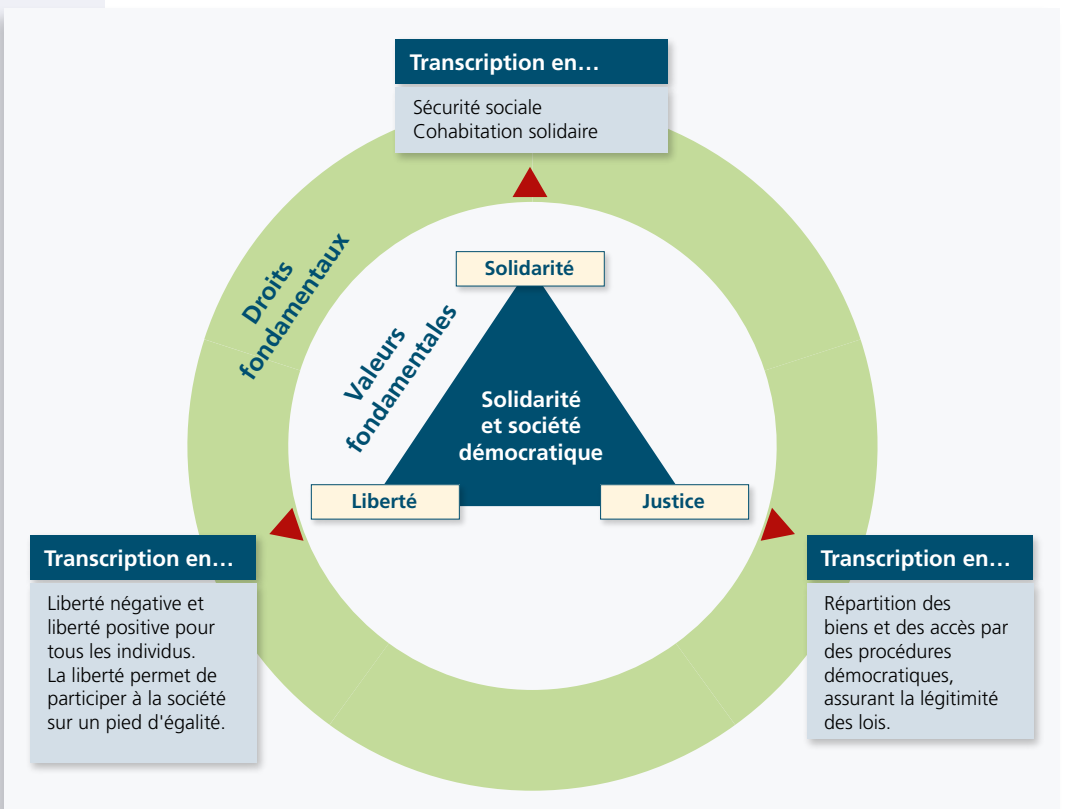 Transcription en…
Sécurité sociale
Cohabitation solidaire
Droits
fondamentaux
Valeurs
fondamentales
Solidarité
Solidarité
et société
démocratique
Liberté
Justice
Transcription en…
Liberté négative et
liberté positive pour
tous les individus.
La liberté permet de
participer à la société
sur un pied d'égalité.
Transcription en…
Répartition des
biens et des accès par
des procédures
démocratiques,
assurant la légitimité
des lois.